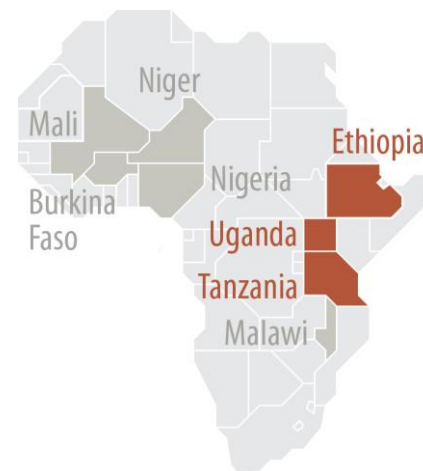 Niger
Mali
Ethiopia
Nigeria
Burkina
Faso
Uganda
Tanzania
Malawi